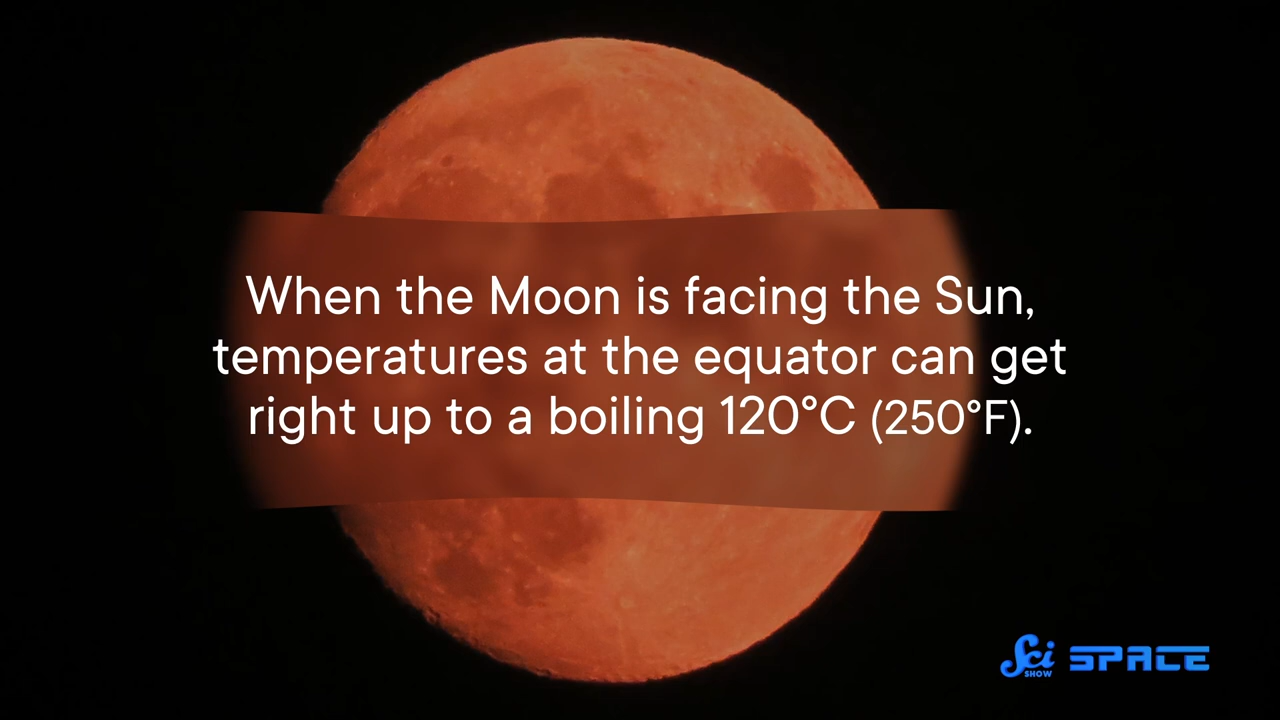 When the Moon is facing the Sun,
temperatures at the equator can get
right up to a boiling 120°C (250°F).
Sci SHOW SPACE